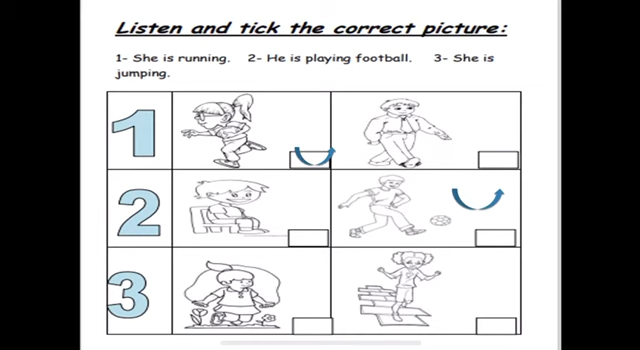 Listen and tick the correct picture:
1- She is running. 2- He is playing football. 3- She is
jumping.
1
2
3